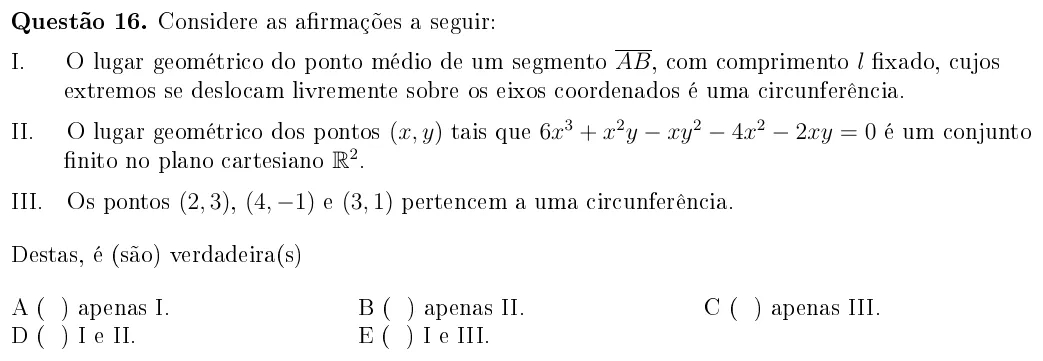 Questão 16. Considere as afirmações a seguir:
I. O lugar geométrico do ponto médio de um segmento $\overline{AB}$, com comprimento $l$ fixado, cujos
extremos se deslocam livremente sobre os eixos coordenados é uma circunferência.
II. O lugar geométrico dos pontos $(x, y)$ tais que $6x^3 + x^2y - xy^2 - 4x^2 - 2xy = 0$ é um conjunto
finito no plano cartesiano $\mathbb{R}^2$.
III. Os pontos $(2, 3)$, $(4, -1)$ e $(3, 1)$ pertencem a uma circunferência.
Destas, é (são) verdadeira(s)
A ( ) apenas I. B ( ) apenas II. C ( ) apenas III.
D ( ) I e II. E ( ) I e III.